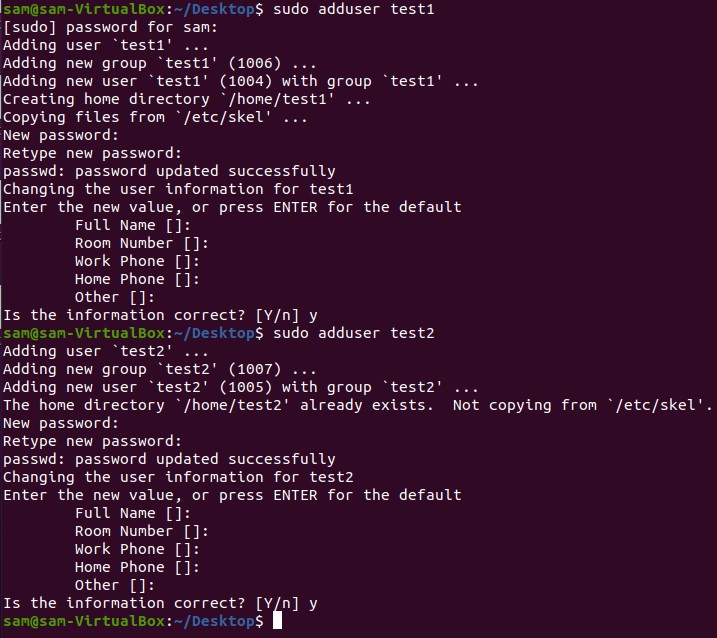 sam@sam-VirtualBox:~/Desktop$ sudo adduser test1
[sudo] password for sam:
Adding user `test1' ...
Adding new group `test1' (1006) ...
Adding new user `test1' (1004) with group `test1' ...
Creating home directory `/home/test1' ...
Copying files from `/etc/skel' ...
New password:
Retype new password:
passwd: password updated successfully
Changing the user information for test1
Enter the new value, or press ENTER for the default
        Full Name []:
        Room Number []:
        Work Phone []:
        Home Phone []:
        Other []:
Is the information correct? [Y/n] y
sam@sam-VirtualBox:~/Desktop$ sudo adduser test2
Adding user `test2' ...
Adding new group `test2' (1007) ...
Adding new user `test2' (1005) with group `test2' ...
The home directory `/home/test2' already exists.  Not copying from `/etc/skel'.
New password:
Retype new password:
passwd: password updated successfully
Changing the user information for test2
Enter the new value, or press ENTER for the default
        Full Name []:
        Room Number []:
        Work Phone []:
        Home Phone []:
        Other []:
Is the information correct? [Y/n] y
sam@sam-VirtualBox:~/Desktop$